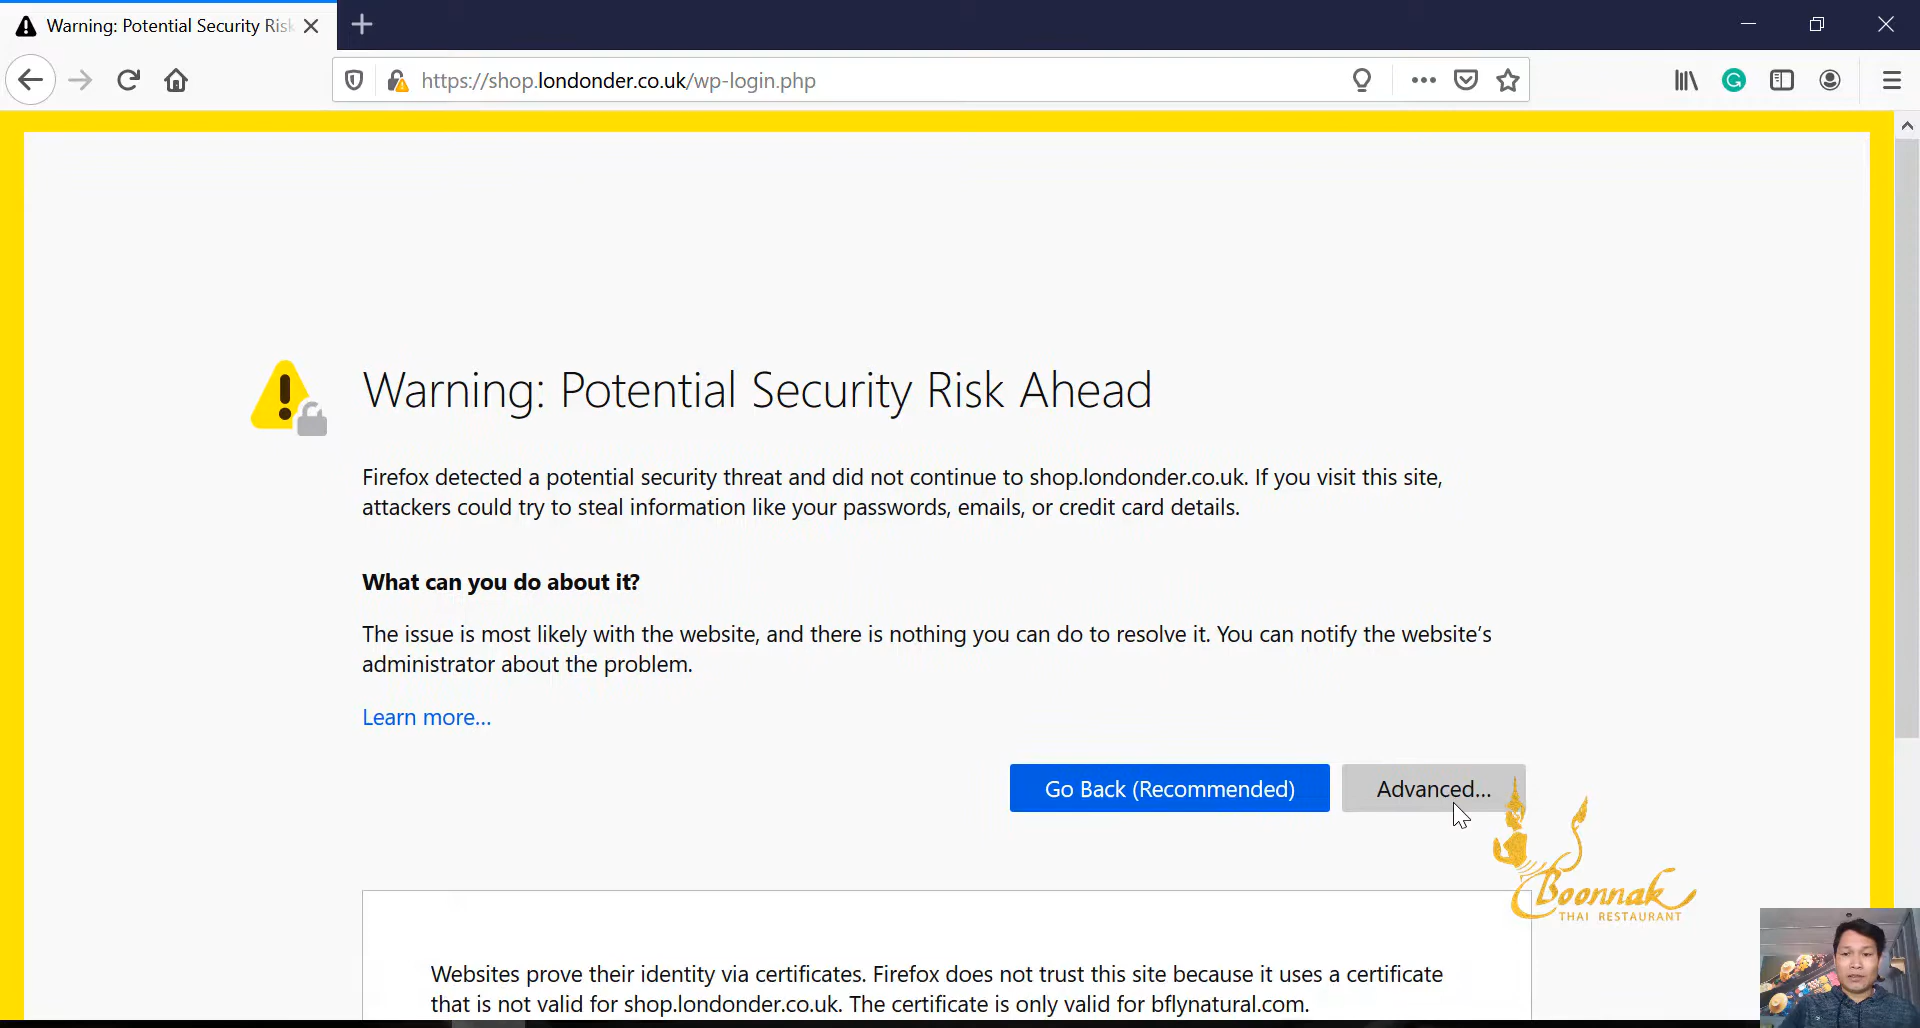 Warning: Potential Security Risk
https://shop.londonder.co.uk/wp-login.php
Warning: Potential Security Risk Ahead
Firefox detected a potential security threat and did not continue to shop.londonder.co.uk. If you visit this site,
attackers could try to steal information like your passwords, emails, or credit card details.
What can you do about it?
The issue is most likely with the website, and there is nothing you can do to resolve it. You can notify the website’s
administrator about the problem.
Learn more…
Go Back (Recommended)
Advanced…
Boonnak
THAI RESTAURANT
Websites prove their identity via certificates. Firefox does not trust this site because it uses a certificate
that is not valid for shop.londonder.co.uk. The certificate is only valid for bflynatural.com.